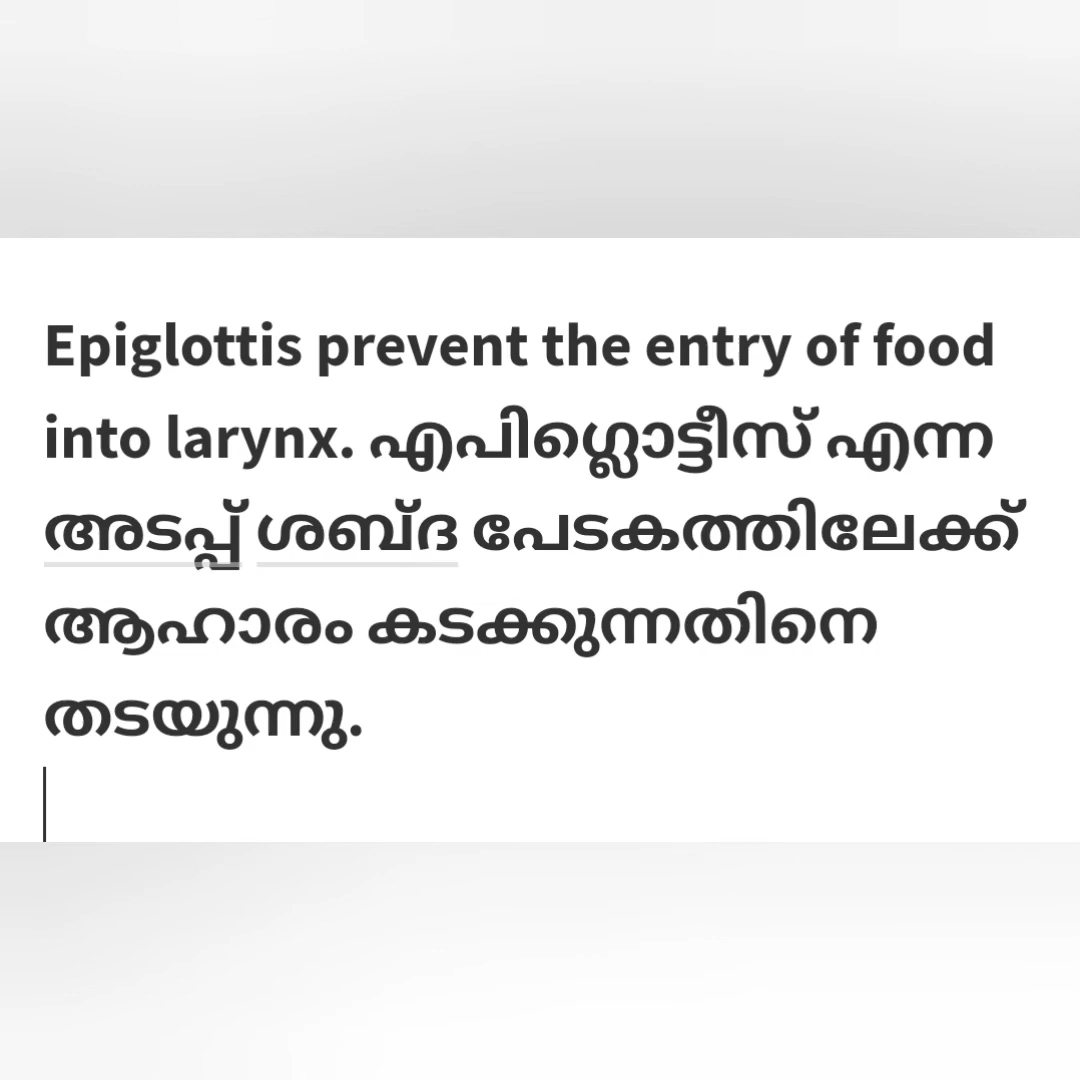 Epiglottis prevent the entry of food
into larynx. എപിഗ്ലൊട്ടീസ് എന്ന
അടപ്പ് ശബ്ദ പേടകത്തിലേക്ക്
ആഹാരം കടക്കുന്നതിനെ
തടയുന്നു.